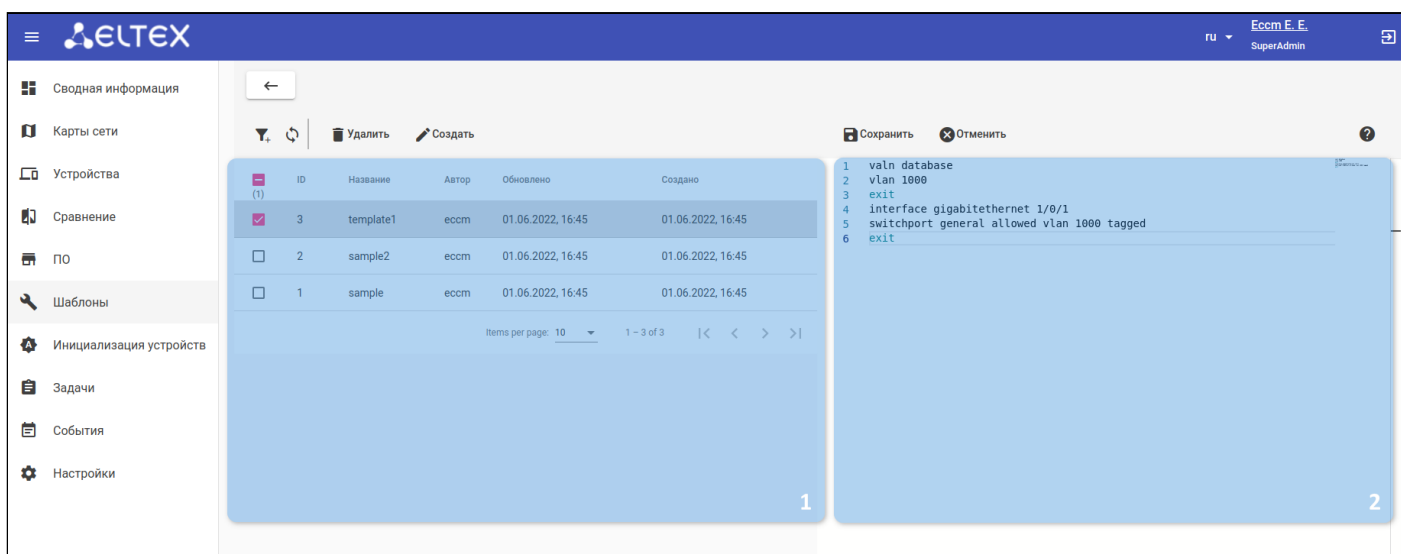 ELTEX
ru
Eccm E. E.
SuperAdmin
Сводная информация
Карты сети
Устройства
Сравнение
ПО
Шаблоны
Инициализация устройств
Задачи
События
Настройки
Удалить Создать
(1) ID Название Автор Обновлено Создано
3 template1 eccm 01.06.2022, 16:45 01.06.2022, 16:45
2 sample2 eccm 01.06.2022, 16:45 01.06.2022, 16:45
1 sample eccm 01.06.2022, 16:45 01.06.2022, 16:45
Items per page: 10 1 – 3 of 3
1
Сохранить Отменить
1 valn database
2 vlan 1000
3 exit
4 interface gigabitethernet 1/0/1
5 switchport general allowed vlan 1000 tagged
6 exit
2